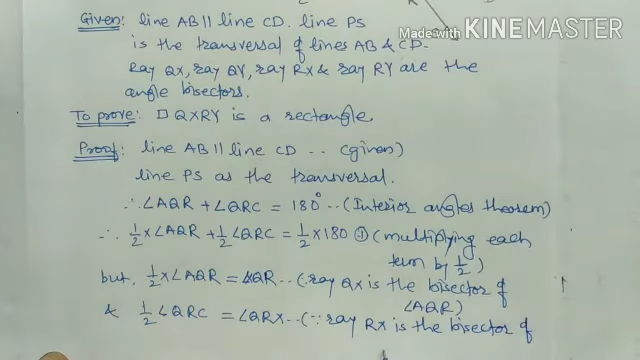 R
Made with KINEMASTER
Given: line AB || line CD. line PS
is the transversal of lines AB & CD.
Ray QX, ray QY, ray RX & ray RY are the
angle bisectors.
To prove: □ QXRY is a rectangle.
Proof: line AB || line CD .. (given)
line PS as the transversal.
∴ ∠AQR + ∠QRC = 180° .. (Interior angles theorem)
∴ ½ × ∠AQR + ½ ∠QRC = ½ × 180 ① (multiplying each
term by ½)
but ½ × ∠AQR = ∠QR .. (∵ ray QX is the bisector of
∠AQR)
& ½ ∠QRC = ∠QRX .. (∵ ray RX is the bisector of